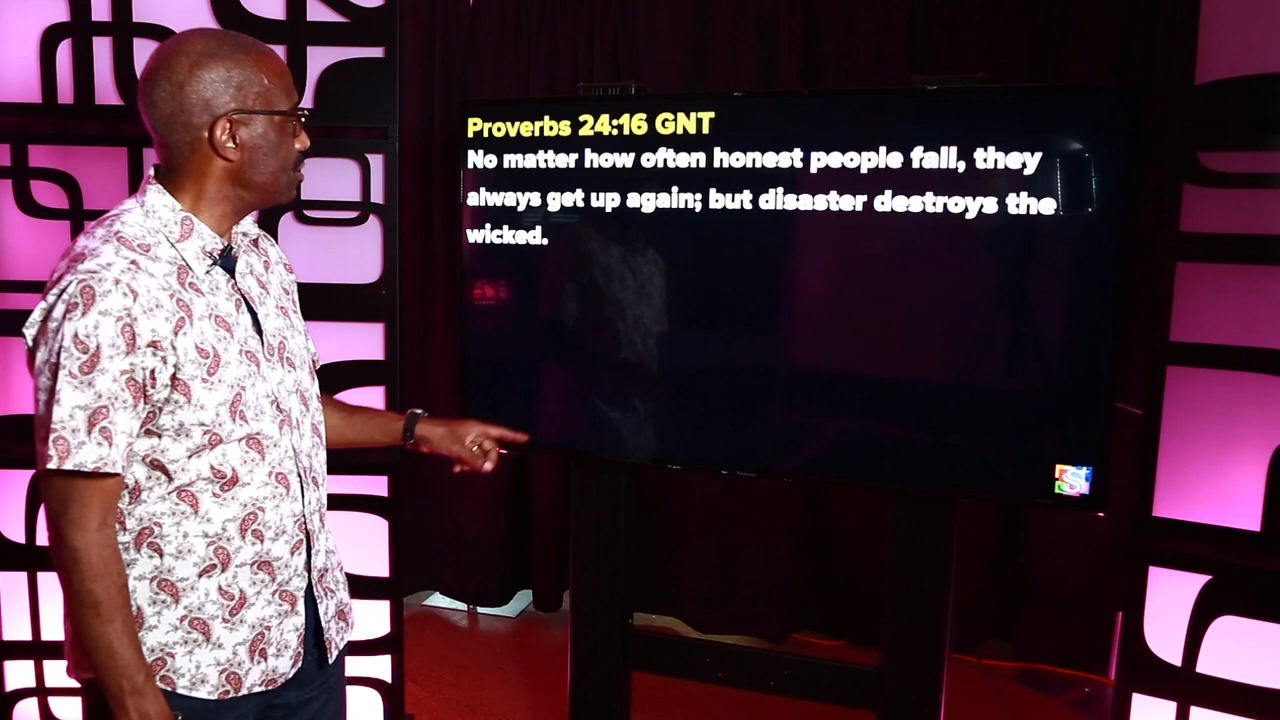 Proverbs 24:16 GNT
No matter how often honest people fall, they
always get up again; but disaster destroys the
wicked.
S